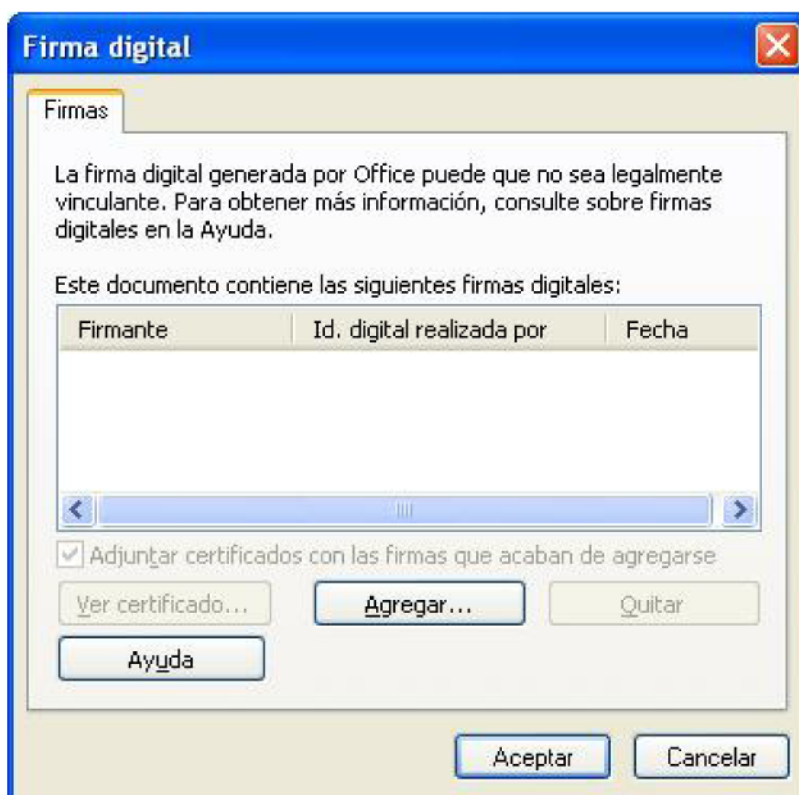 Firma digital
Firmas
La firma digital generada por Office puede que no sea legalmente
vinculante. Para obtener más información, consulte sobre firmas
digitales en la Ayuda.
Este documento contiene las siguientes firmas digitales:
Firmante Id. digital realizada por Fecha
Adjuntar certificados con las firmas que acaban de agregarse
Ver certificado... Agregar... Quitar
Ayuda
Aceptar Cancelar